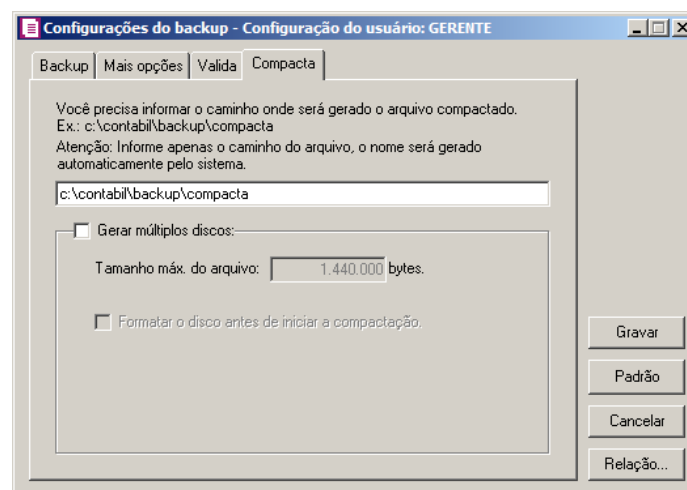 Configurações do backup - Configuração do usuário: GERENTE
Backup Mais opções Valida Compacta
Você precisa informar o caminho onde será gerado o arquivo compactado.
Ex.: c:\contabil\backup\compacta
Atenção: Informe apenas o caminho do arquivo, o nome será gerado
automaticamente pelo sistema.
c:\contabil\backup\compacta
Gerar múltiplos discos:
Tamanho máx. do arquivo: 1.440.000 bytes.
Formatar o disco antes de iniciar a compactação.
Gravar
Padrão
Cancelar
Relação...